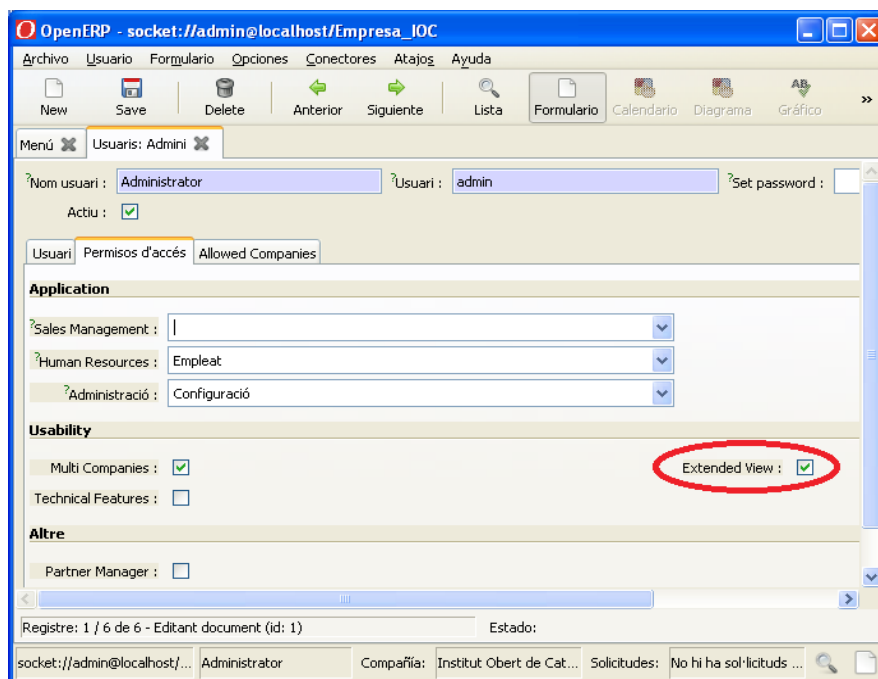 OpenERP - socket://admin@localhost/Empresa_IOC
Archivo Usuario Formulario Opciones Conectores Atajos Ayuda
New Save Delete Anterior Siguiente Lista Formulario Calendario Diagrama Gráfico »
Menú Usuaris: Admini
?Nom usuari : Administrator ?Usuari : admin ?Set password :
Actiu :
Usuari Permisos d'accés Allowed Companies
Application
?Sales Management :
?Human Resources : Empleat
?Administració : Configuració
Usability
Multi Companies : Extended View :
Technical Features :
Altre
Partner Manager :
Registre: 1 / 6 de 6 - Editant document (id: 1) Estado:
socket://admin@localhost/... Administrator Compañía: Institut Obert de Cat... Solicitudes: No hi ha sol·licituds ...